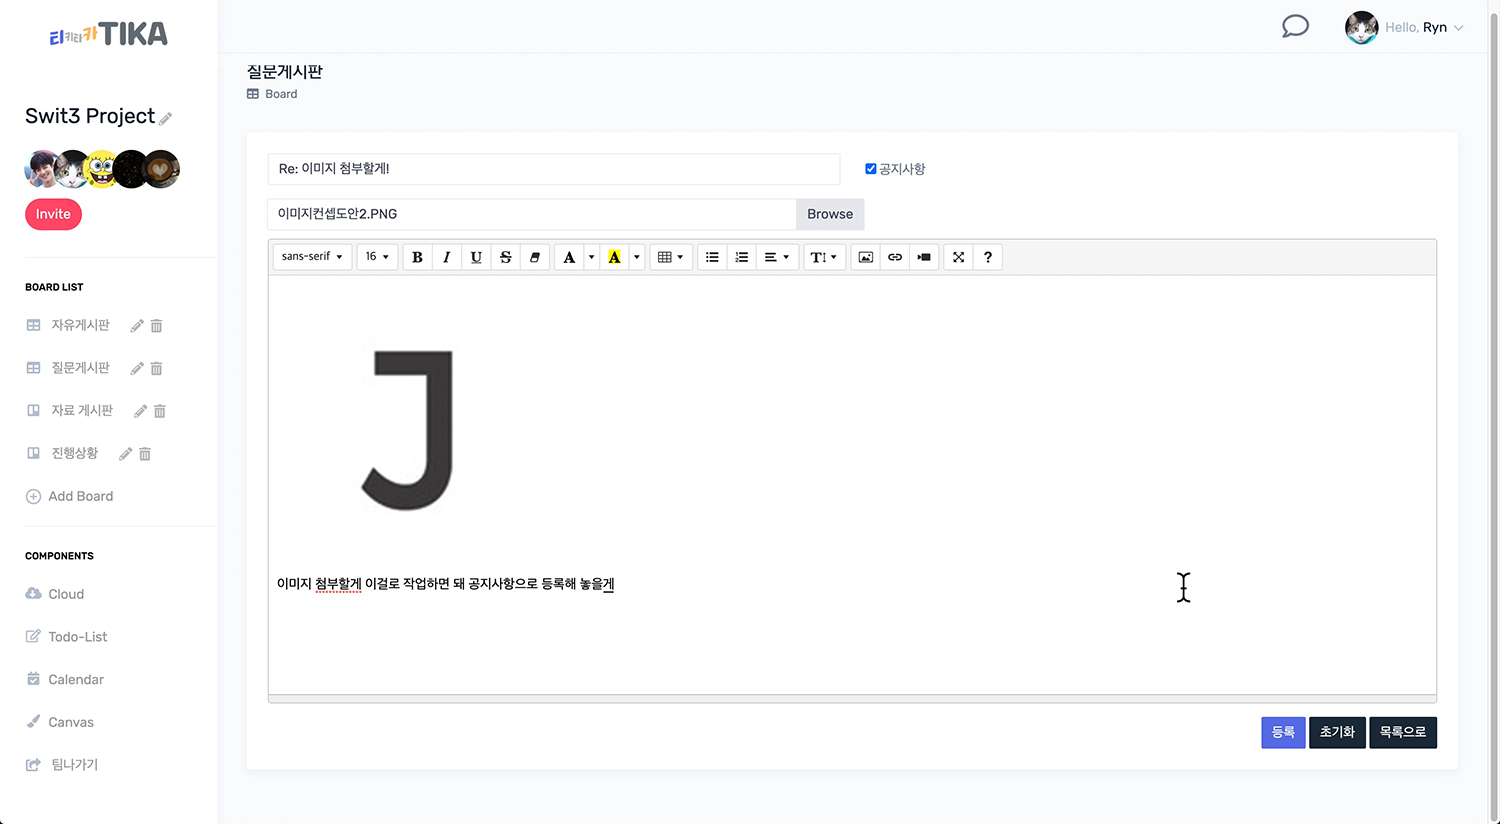 티키타카 TIKA
Hello, Ryn
질문게시판
Board
Swit3 Project
Invite
BOARD LIST
자유게시판
질문게시판
자료 게시판
진행상황
Add Board
COMPONENTS
Cloud
Todo-List
Calendar
Canvas
팀나가기
Re: 이미지 첨부할게!
공지사항
이미지컨셉도안2.PNG
Browse
sans-serif 16 B I U S A A T ?
J
이미지 첨부할게 이걸로 작업하면 돼 공지사항으로 등록해 놓을게
등록 초기화 목록으로